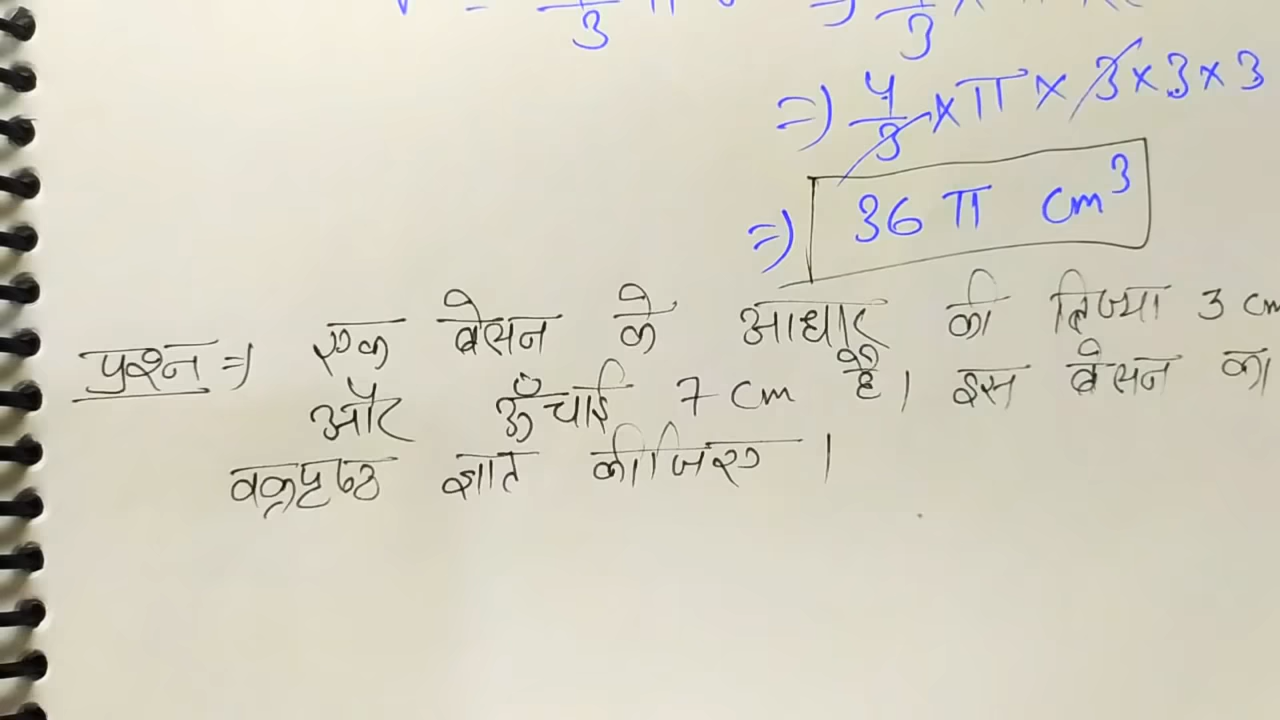 =) 4/3 × π × 3 × 3 × 3
=) 36 π cm³
प्रश्न =) एक बेलन के आधार की त्रिज्या 3 cm
और ऊँचाई 7 cm है। इस बेलन का
वक्रपृष्ठ ज्ञात कीजिए।